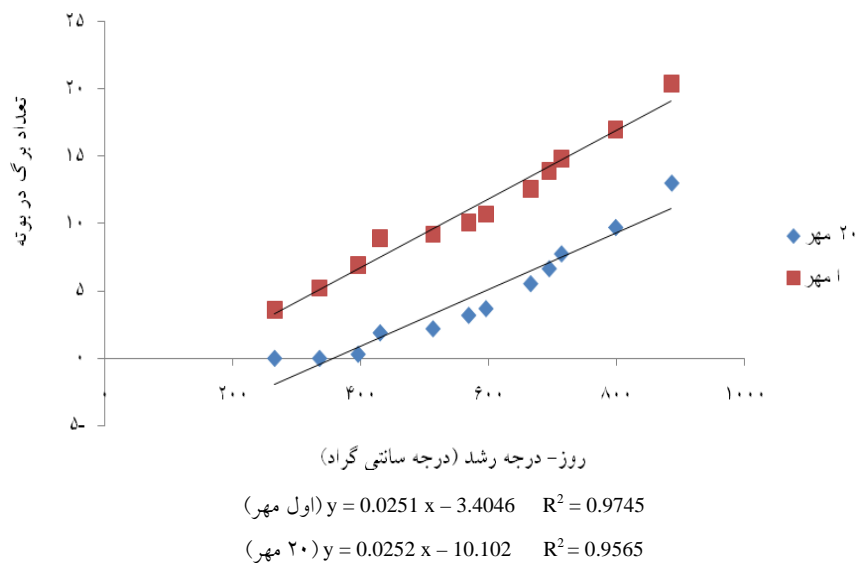 ۲۵
۲۰
۱۵
۱۰
۵
۰
-۵
۰
۲۰۰
۴۰۰
۶۰۰
۸۰۰
۱۰۰۰
تعداد برگ در بوته
۲۰ مهر
۱ مهر
روز- درجه رشد (درجه سانتی گراد)
(اول مهر) y = 0.0251 x – 3.4046 R² = 0.9745
(۲۰ مهر) y = 0.0252 x - 10.102 R² = 0.9565